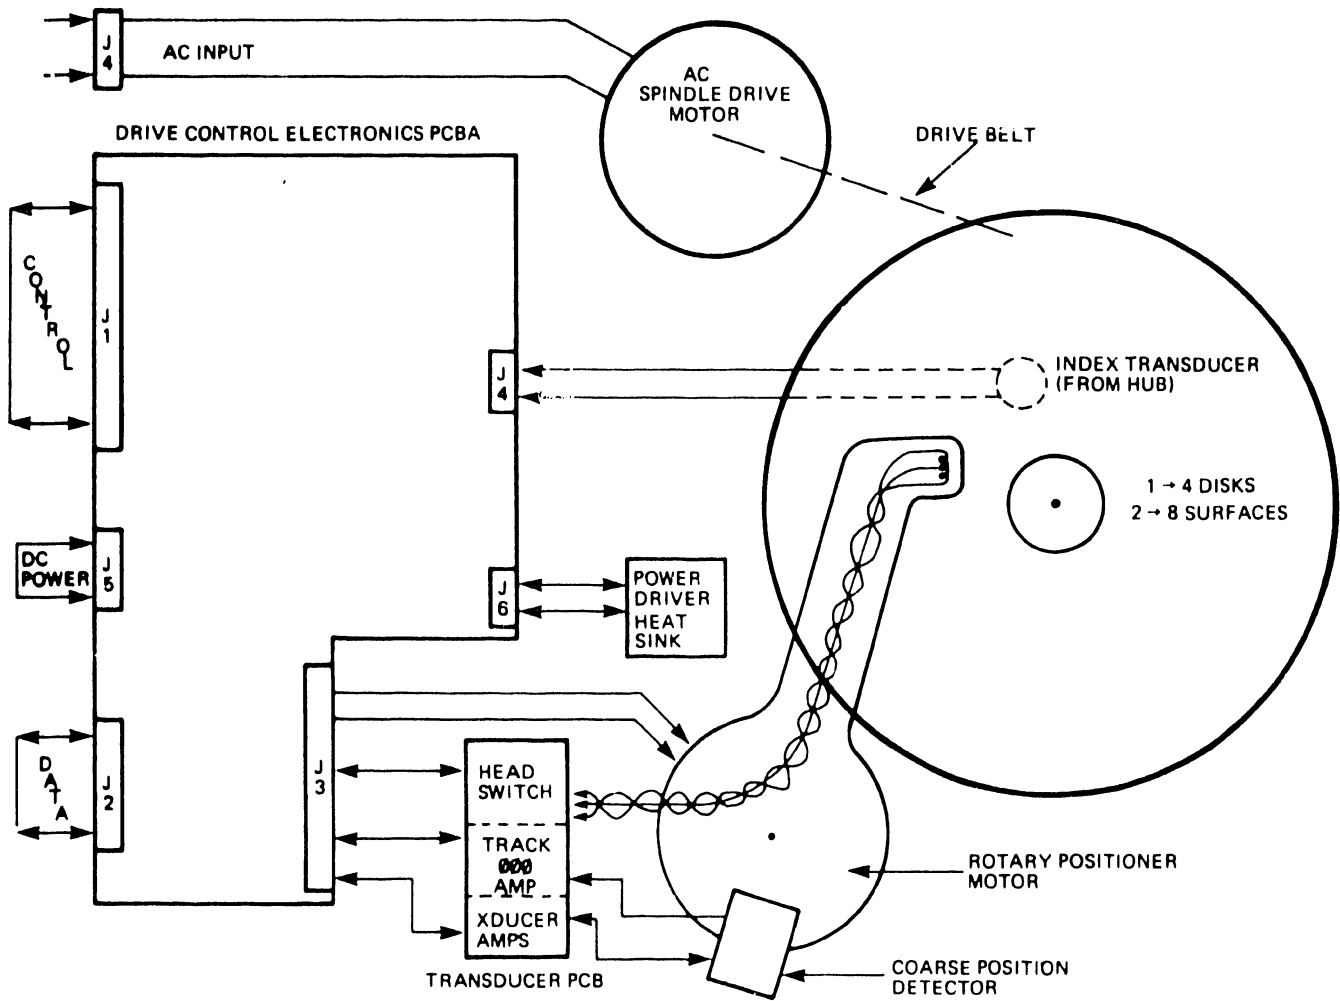 J4
AC INPUT
AC
SPINDLE DRIVE
MOTOR
DRIVE CONTROL ELECTRONICS PCBA
DRIVE BELT
CONTROL
J1
J4
INDEX TRANSDUCER
(FROM HUB)
1→4 DISKS
2→8 SURFACES
DC
POWER
J5
J6
POWER
DRIVER
HEAT
SINK
DATA
J2
J3
HEAD
SWITCH
TRACK
000
AMP
XDUCER
AMPS
TRANSDUCER PCB
ROTARY POSITIONER
MOTOR
COARSE POSITION
DETECTOR